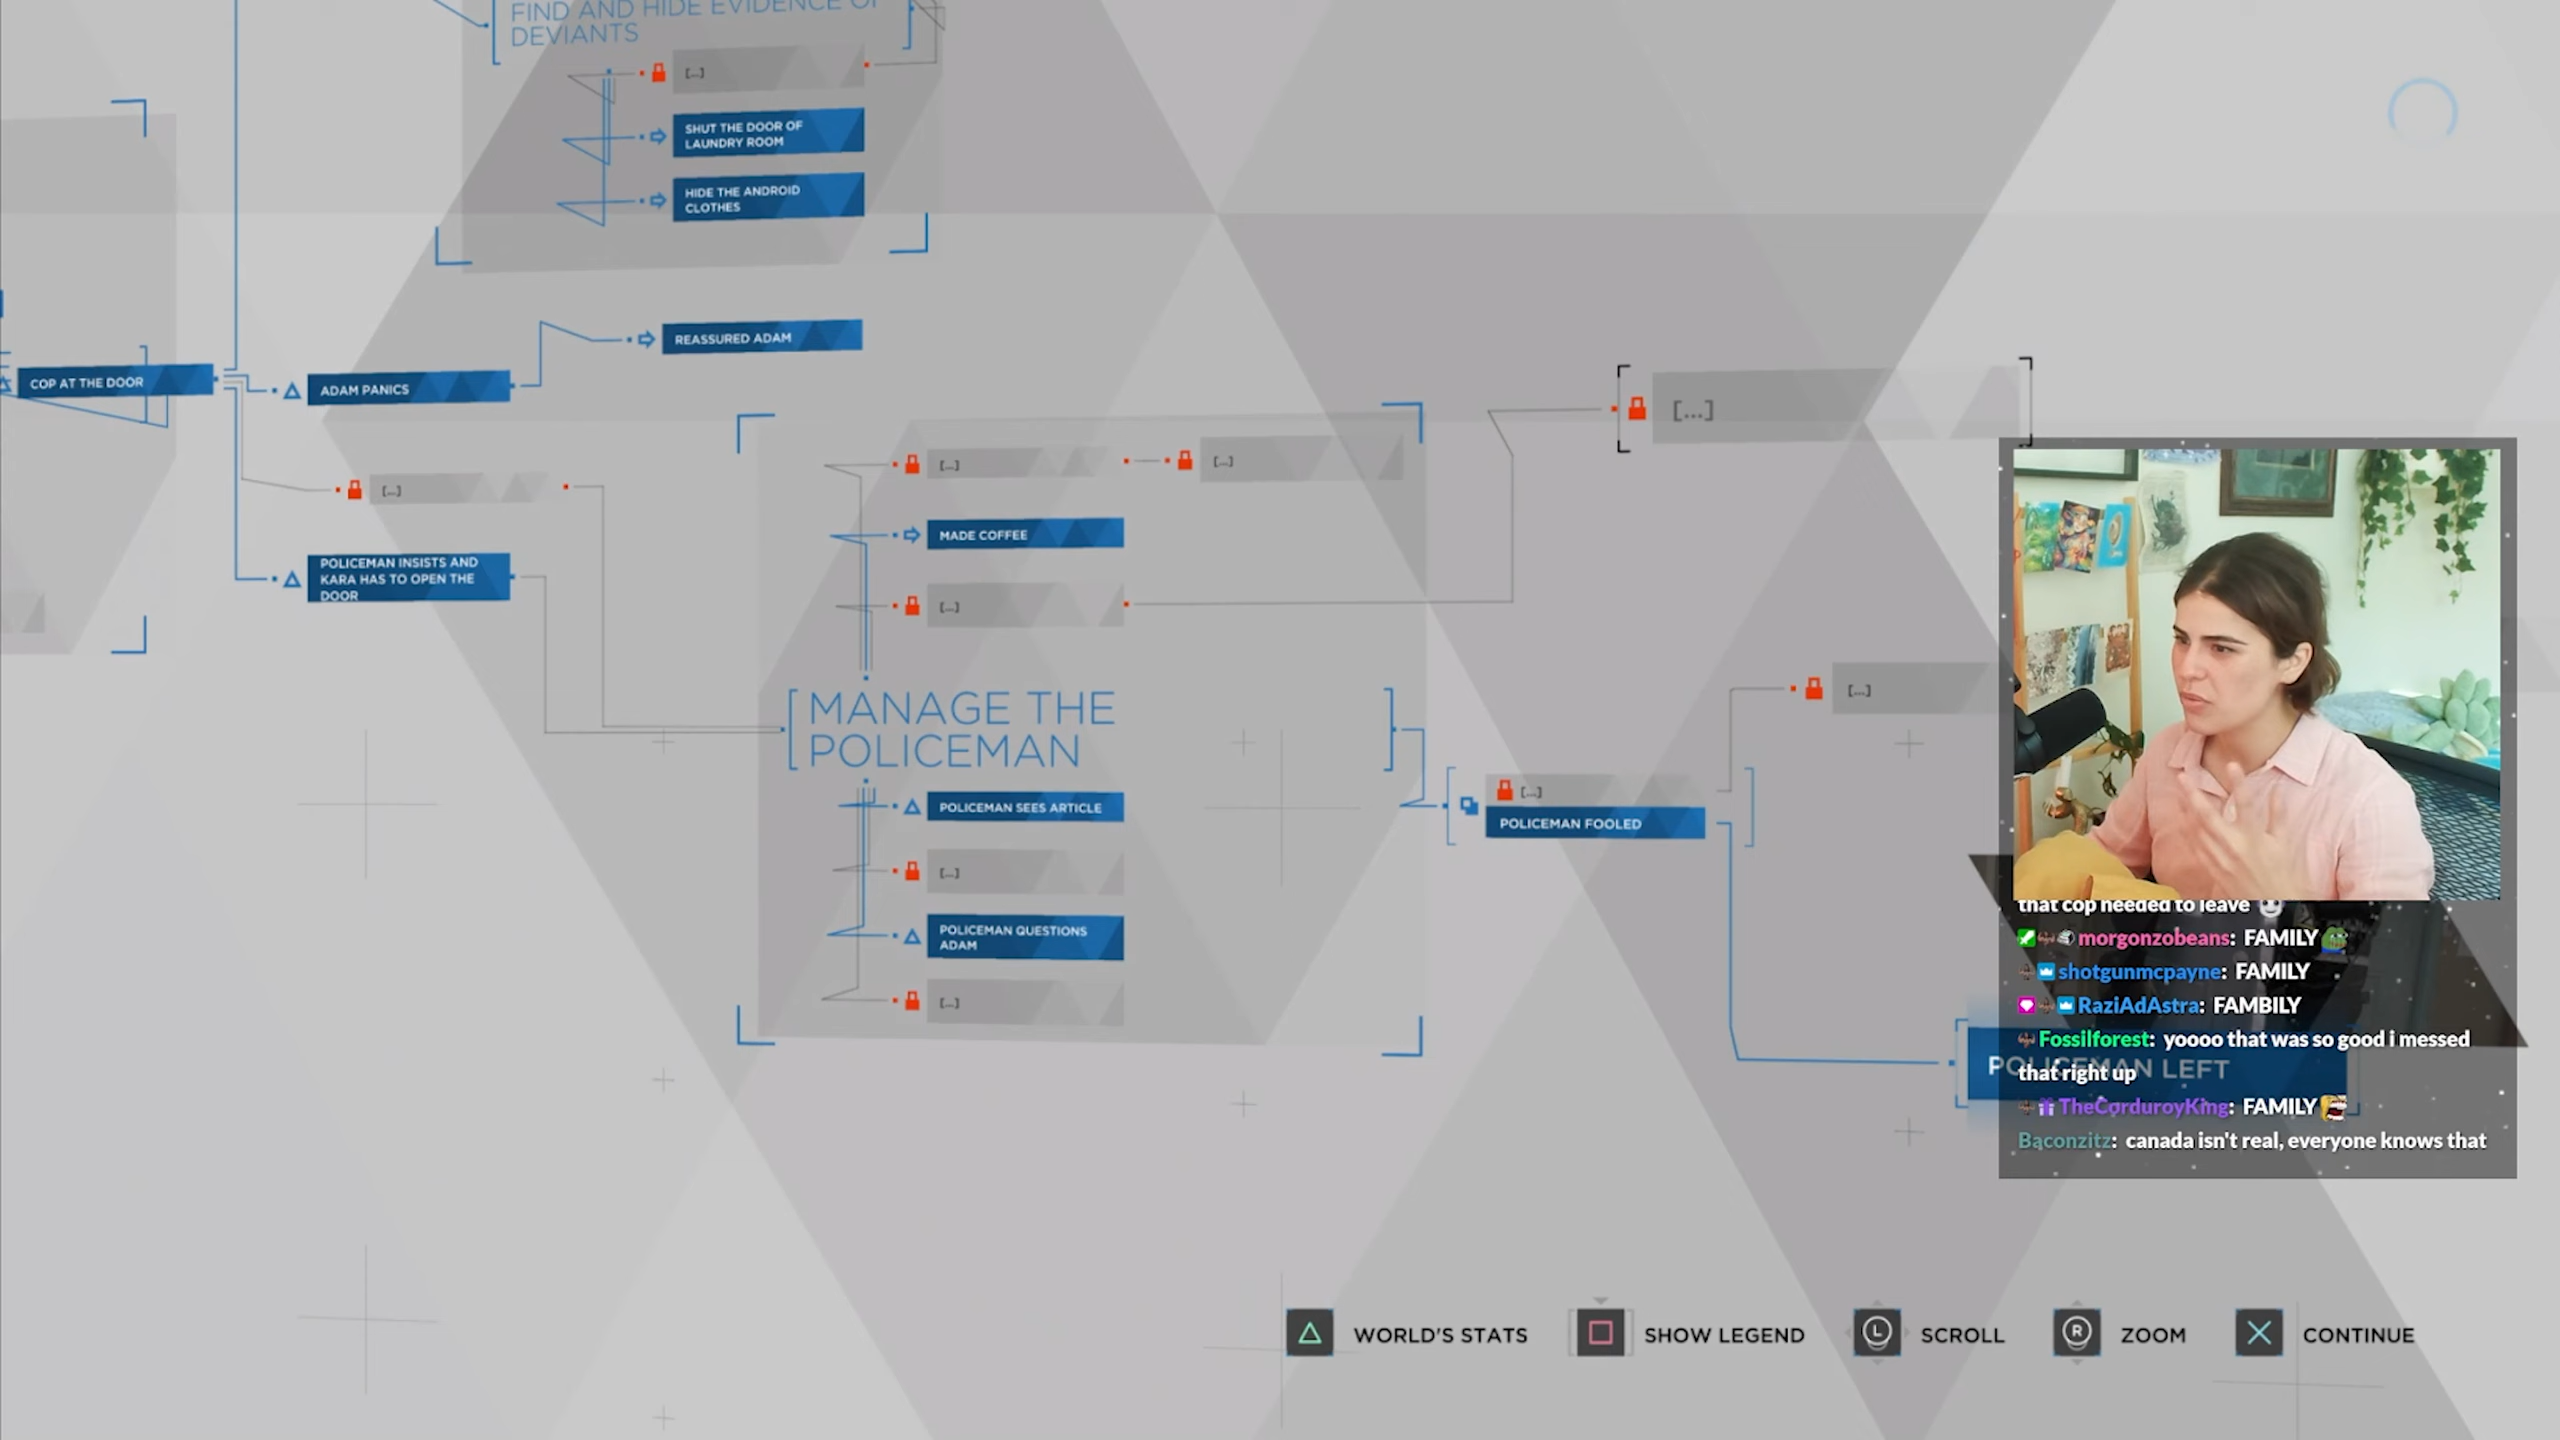 FIND AND HIDE EVIDENCE OF
DEVIANTS
[...]
SHUT THE DOOR OF
LAUNDRY ROOM
HIDE THE ANDROID
CLOTHES
REASSURED ADAM
COP AT THE DOOR
ADAM PANICS
[...]
POLICEMAN INSISTS AND
KARA HAS TO OPEN THE
DOOR
[...]
[...]
[...]
MADE COFFEE
[...]
MANAGE THE
POLICEMAN
POLICEMAN SEES ARTICLE
[...]
POLICEMAN QUESTIONS
ADAM
[...]
[...]
POLICEMAN FOOLED
[...]
POLICEMAN LEFT
that cop needed to leave
morgonzobeans: FAMILY
shotgunmcpayne: FAMILY
RaziAdAstra: FAMBILY
Fossilforest: yoooo that was so good i messed
that right up
TheCorduroyKing: FAMILY
Baconzitz: canada isn't real, everyone knows that
WORLD'S STATS
SHOW LEGEND
L
SCROLL
R
ZOOM
CONTINUE